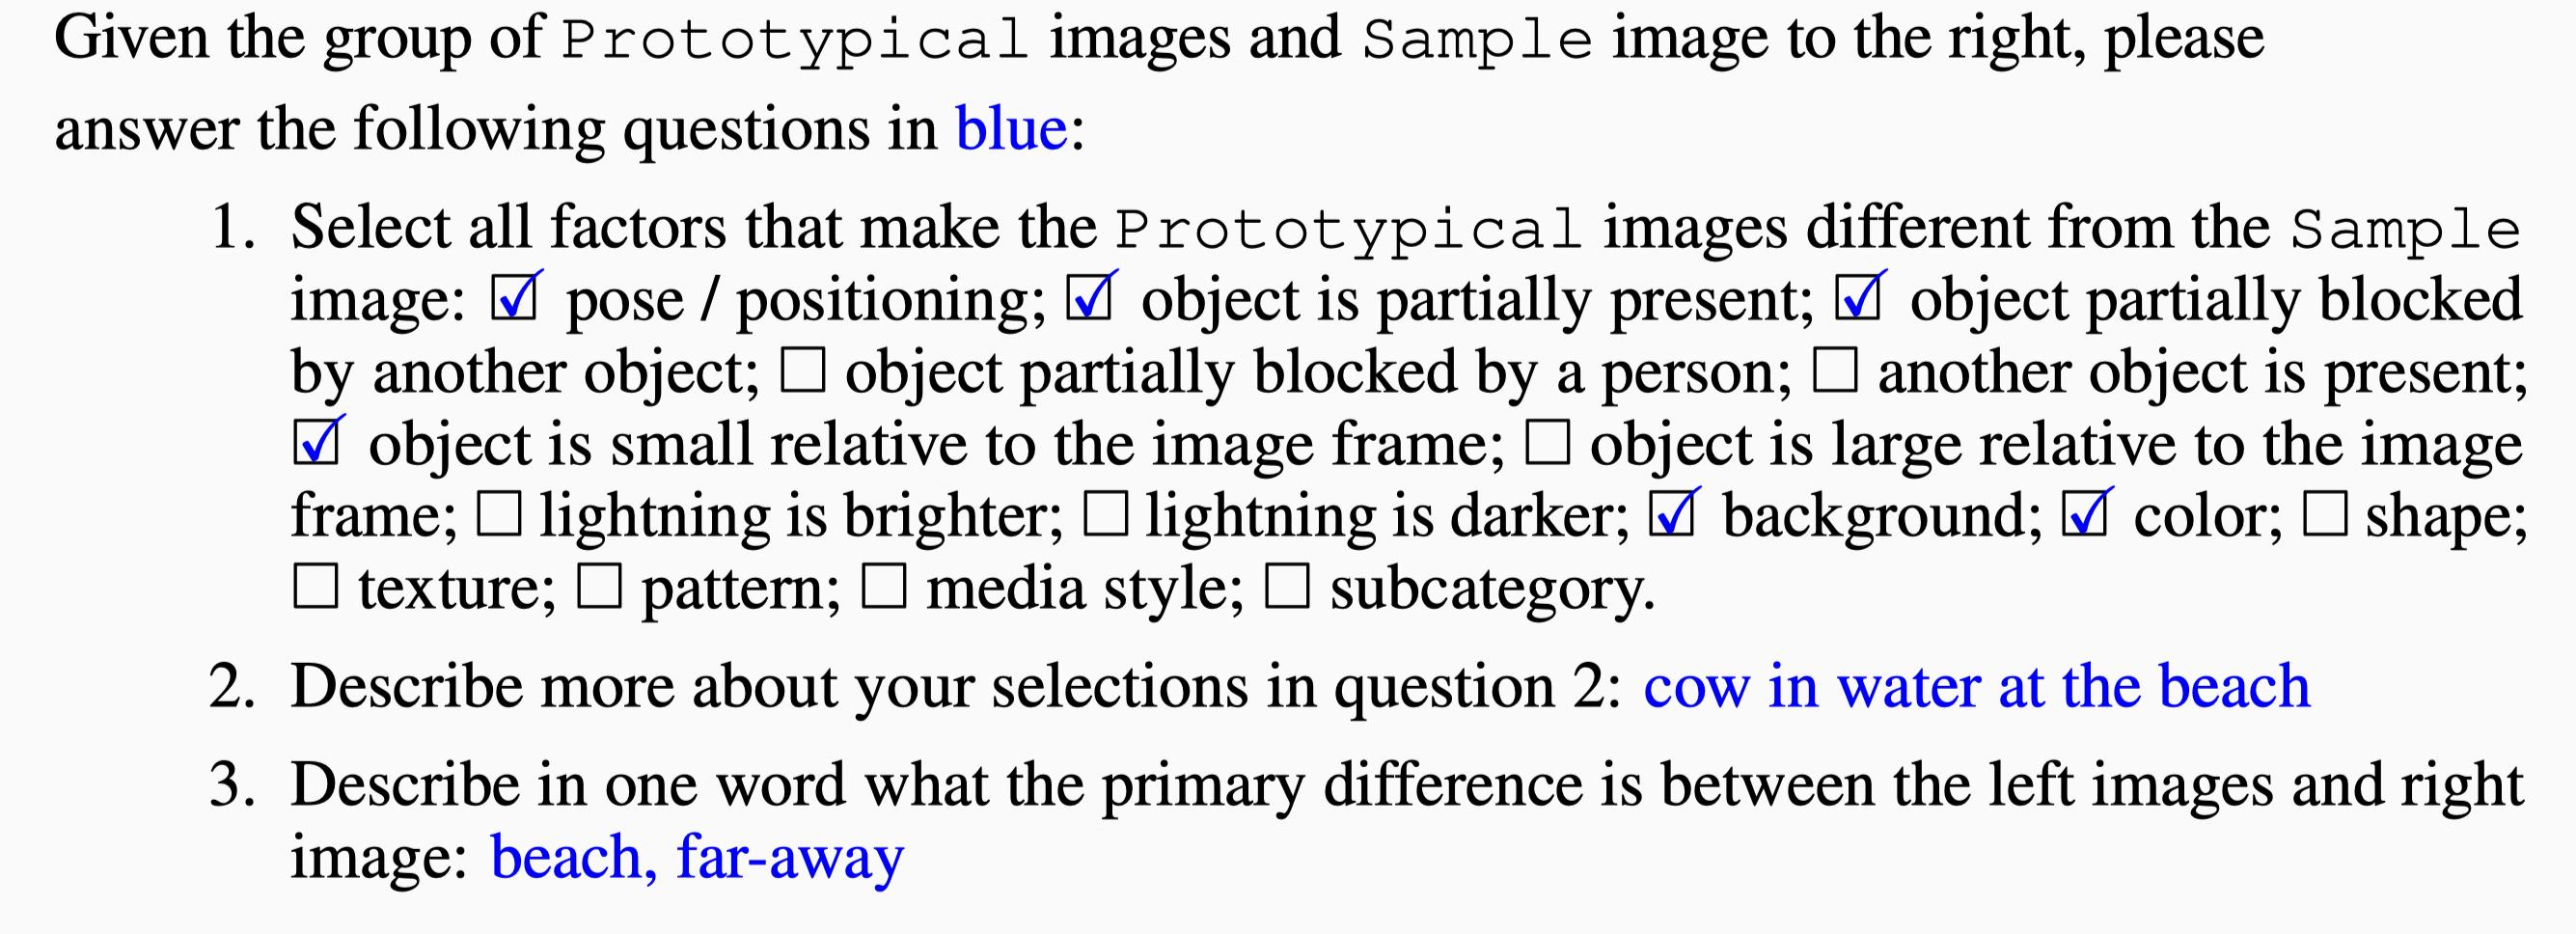 Given the group of Prototypical images and Sample image to the right, please
answer the following questions in blue:
1. Select all factors that make the Prototypical images different from the Sample
image: ☑ pose / positioning; ☑ object is partially present; ☑ object partially blocked
by another object; ☐ object partially blocked by a person; ☐ another object is present;
☑ object is small relative to the image frame; ☐ object is large relative to the image
frame; ☐ lightning is brighter; ☐ lightning is darker; ☑ background; ☑ color; ☐ shape;
☐ texture; ☐ pattern; ☐ media style; ☐ subcategory.
2. Describe more about your selections in question 2: cow in water at the beach
3. Describe in one word what the primary difference is between the left images and right
image: beach, far-away